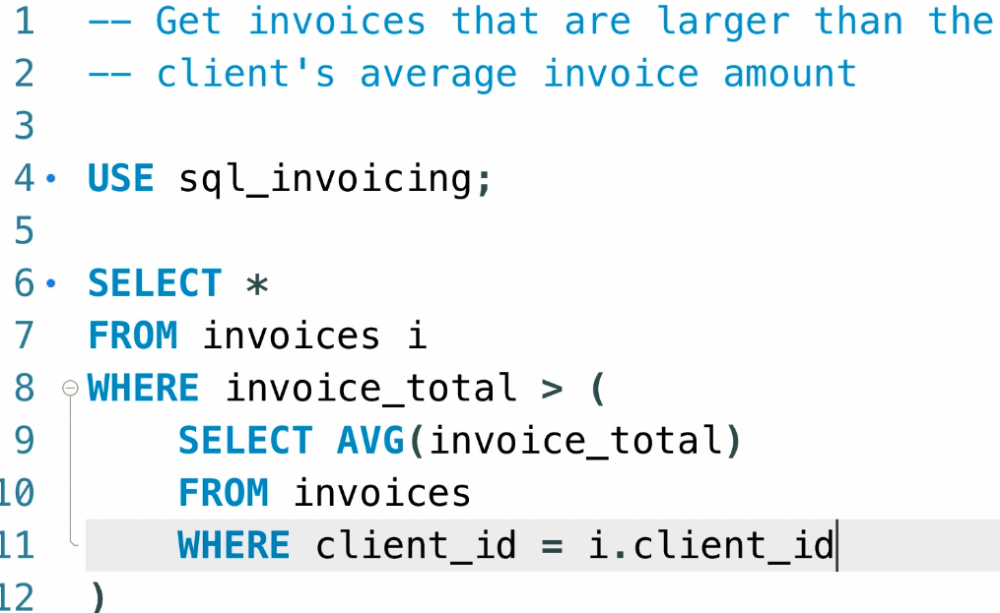 1 -- Get invoices that are larger than the
2 -- client's average invoice amount
3
4 USE sql_invoicing;
5
6 SELECT *
7 FROM invoices i
8 WHERE invoice_total > (
9 SELECT AVG(invoice_total)
10 FROM invoices
11 WHERE client_id = i.client_id
12 )